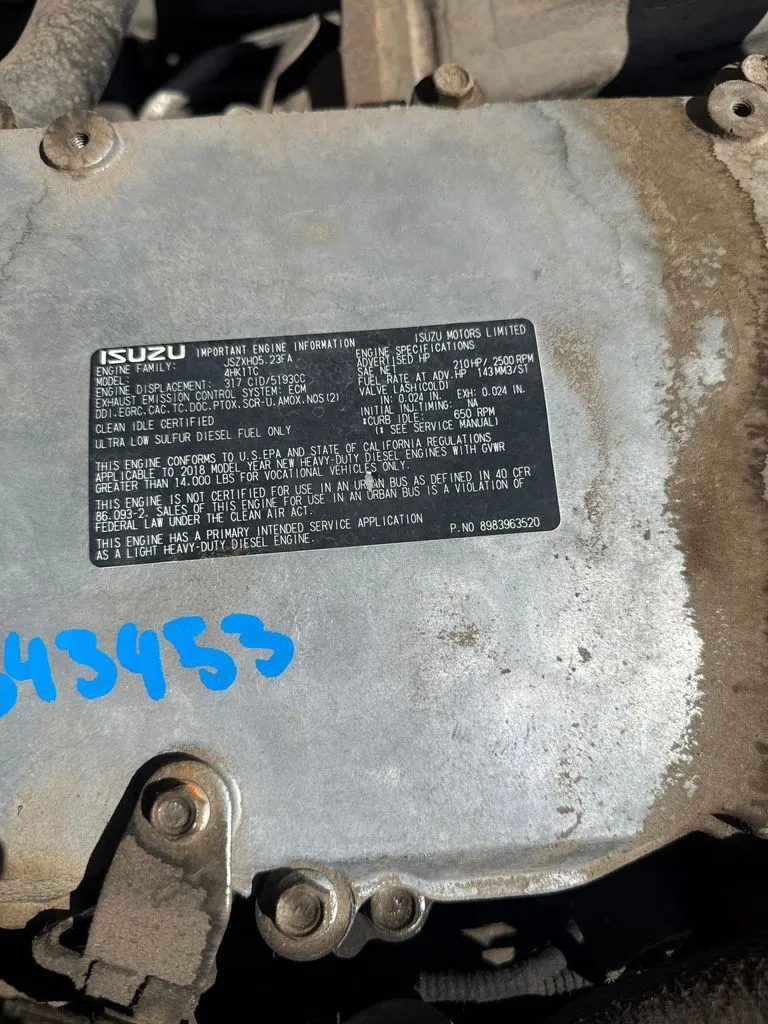 ISUZU IMPORTANT ENGINE INFORMATION ISUZU MOTORS LIMITED
ENGINE FAMILY: JSZXH05.23FA
MODEL: 4HK1TC
ENGINE DISPLACEMENT: 317 CID/5193CC
EXHAUST EMISSION CONTROL SYSTEM: ECM
DDI.EGRC.CAC.TC.DOC.PTOX.SCR-U.AMOX.NOS(2)
CLEAN IDLE CERTIFIED
ULTRA LOW SULFUR DIESEL FUEL ONLY
ENGINE SPECIFICATIONS
ADVERTISED HP
SAE NET 210HP/2500RPM
FUEL RATE AT ADV.HP 143MM3/ST
VALVE LASH(COLD)
IN: 0.024 IN. EXH: 0.024 IN.
INITIAL INJ.TIMING: NA
*CURB IDLE: 650 RPM
(* SEE SERVICE MANUAL)
THIS ENGINE CONFORMS TO U.S.EPA AND STATE OF CALIFORNIA REGULATIONS
APPLICABLE TO 2018 MODEL YEAR NEW HEAVY-DUTY DIESEL ENGINES WITH GVWR
GREATER THAN 14.000 LBS FOR VOCATIONAL VEHICLES ONLY.
THIS ENGINE IS NOT CERTIFIED FOR USE IN AN URBAN BUS AS DEFINED IN 40 CFR
86.093-2. SALES OF THIS ENGINE FOR USE IN AN URBAN BUS IS A VIOLATION OF
FEDERAL LAW UNDER THE CLEAN AIR ACT.
THIS ENGINE HAS A PRIMARY INTENDED SERVICE APPLICATION
AS A LIGHT HEAVY-DUTY DIESEL ENGINE.
P.NO 8983963520
43453